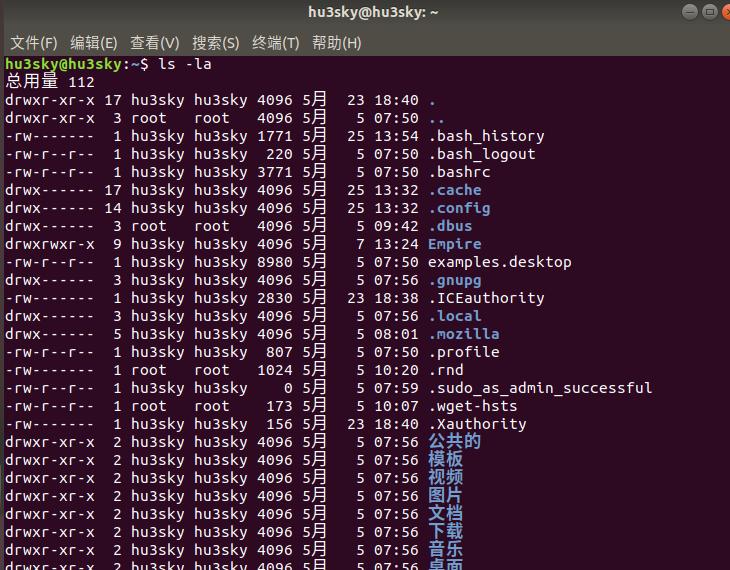 hu3sky@hu3sky: ~
文件(F) 编辑(E) 查看(V) 搜索(S) 终端(T) 帮助(H)
hu3sky@hu3sky:~$ ls -la
总用量 112
drwxr-xr-x 17 hu3sky hu3sky 4096 5月  23 18:40 .
drwxr-xr-x  3 root   root   4096 5月   5 07:50 ..
-rw-------  1 hu3sky hu3sky 1771 5月  25 13:54 .bash_history
-rw-r--r--  1 hu3sky hu3sky  220 5月   5 07:50 .bash_logout
-rw-r--r--  1 hu3sky hu3sky 3771 5月   5 07:50 .bashrc
drwx------ 17 hu3sky hu3sky 4096 5月  25 13:32 .cache
drwx------ 14 hu3sky hu3sky 4096 5月  25 13:32 .config
drwx------  3 root   root   4096 5月   5 09:42 .dbus
drwxrwxr-x  9 hu3sky hu3sky 4096 5月   7 13:24 Empire
-rw-r--r--  1 hu3sky hu3sky 8980 5月   5 07:50 examples.desktop
drwx------  3 hu3sky hu3sky 4096 5月   5 07:56 .gnupg
-rw-------  1 hu3sky hu3sky 2830 5月  23 18:38 .ICEauthority
drwx------  3 hu3sky hu3sky 4096 5月   5 07:56 .local
drwx------  5 hu3sky hu3sky 4096 5月   5 08:01 .mozilla
-rw-r--r--  1 hu3sky hu3sky  807 5月   5 07:50 .profile
-rw-------  1 root   root   1024 5月   5 10:20 .rnd
-rw-r--r--  1 hu3sky hu3sky    0 5月   5 07:59 .sudo_as_admin_successful
-rw-r--r--  1 root   root    173 5月   5 10:07 .wget-hsts
-rw-------  1 hu3sky hu3sky  156 5月  23 18:40 .Xauthority
drwxr-xr-x  2 hu3sky hu3sky 4096 5月   5 07:56 公共的
drwxr-xr-x  2 hu3sky hu3sky 4096 5月   5 07:56 模板
drwxr-xr-x  2 hu3sky hu3sky 4096 5月   5 07:56 视频
drwxr-xr-x  2 hu3sky hu3sky 4096 5月   5 07:56 图片
drwxr-xr-x  2 hu3sky hu3sky 4096 5月   5 07:56 文档
drwxr-xr-x  2 hu3sky hu3sky 4096 5月   5 07:56 下载
drwxr-xr-x  2 hu3sky hu3sky 4096 5月   5 07:56 音乐
drwxr-xr-x  2 hu3sky hu3sky 4096 5月   5 07:56 桌面